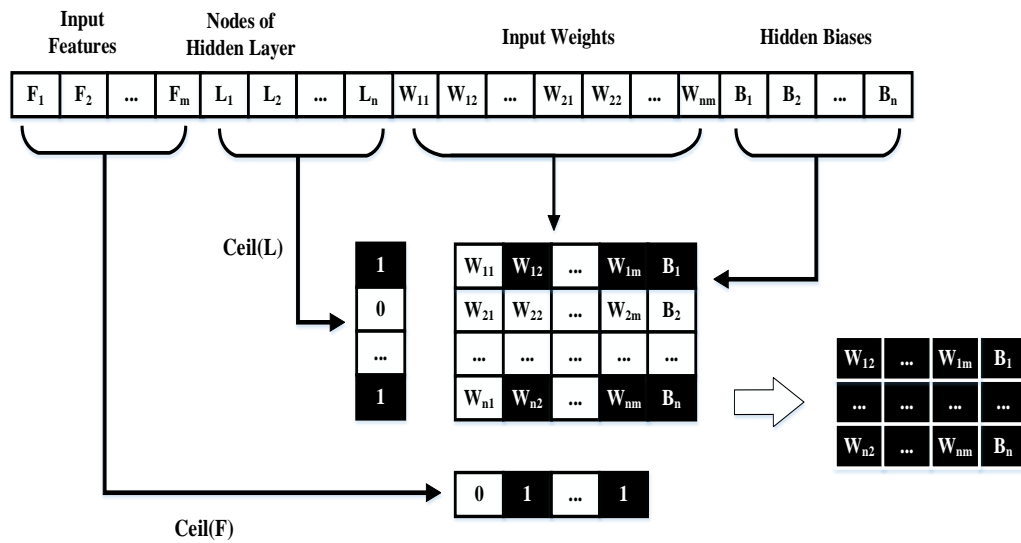 Input Features
Nodes of Hidden Layer
Input Weights
Hidden Biases
F1 F2 ... Fm L1 L2 ... Ln W11 W12 ... W21 W22 ... Wnm B1 B2 ... Bn
Ceil(L)
1
0
...
1
W11 W12 ... W1m B1
W21 W22 ... W2m B2
... ... ... ... ...
Wn1 Wn2 ... Wnm Bn
W12 ... W1m B1
... ... ... ...
Wn2 ... Wnm Bn
0 1 ... 1
Ceil(F)